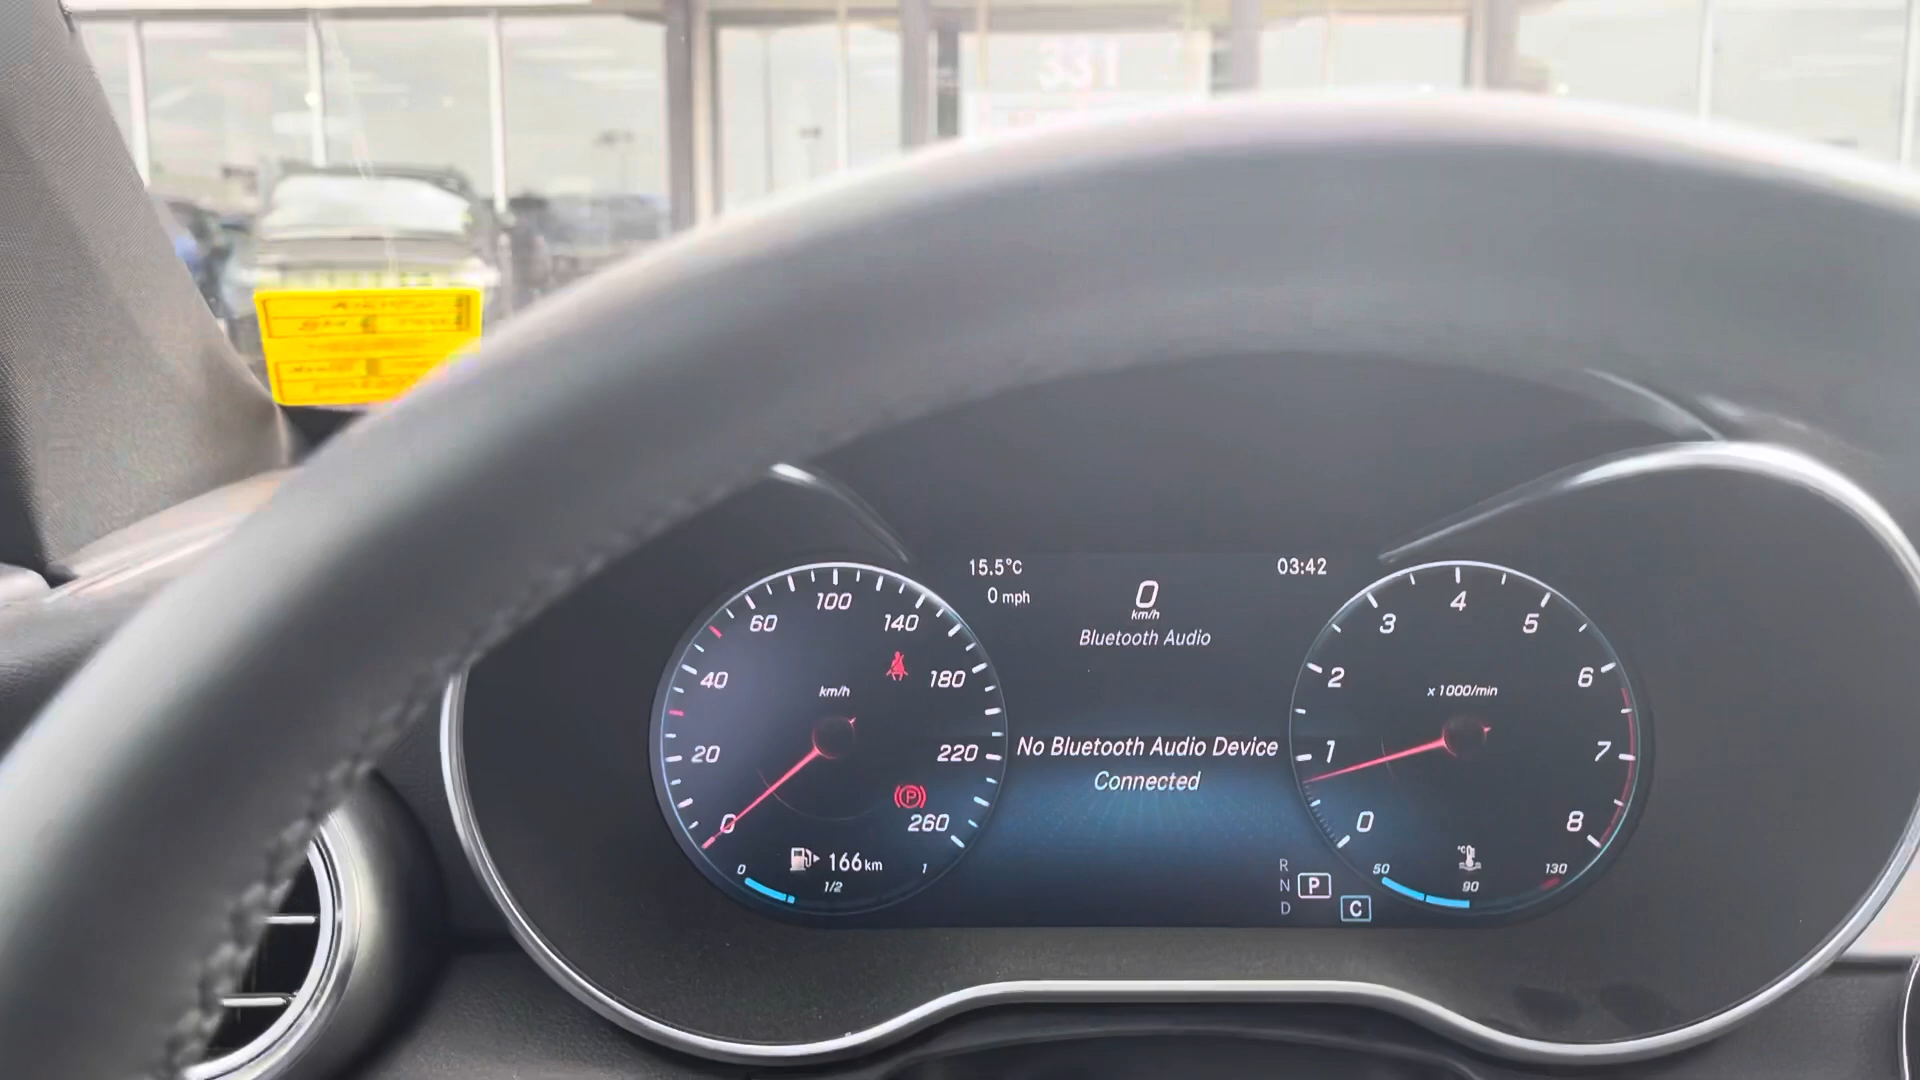 331
15.5°C
03:42
0 mph
0
km/h
Bluetooth Audio
No Bluetooth Audio Device
Connected
0
20
40
60
100
140
180
220
260
km/h
166 km
0
1/2
1
0
1
2
3
4
5
6
7
8
x 1000/min
°C
50
90
130
R
N
D
P
C
P